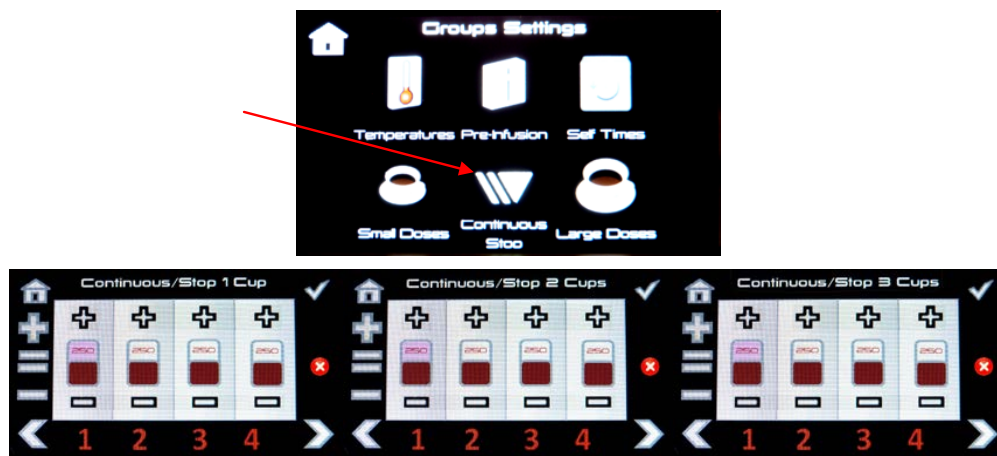 Groups Settings
Temperatures Pre-Infusion Self Times
Small Doses Continuous Stop Large Doses
Continuous/Stop 1 Cup
250 250 250 250
1 2 3 4
Continuous/Stop 2 Cups
250 250 250 250
1 2 3 4
Continuous/Stop 3 Cups
250 250 250 250
1 2 3 4